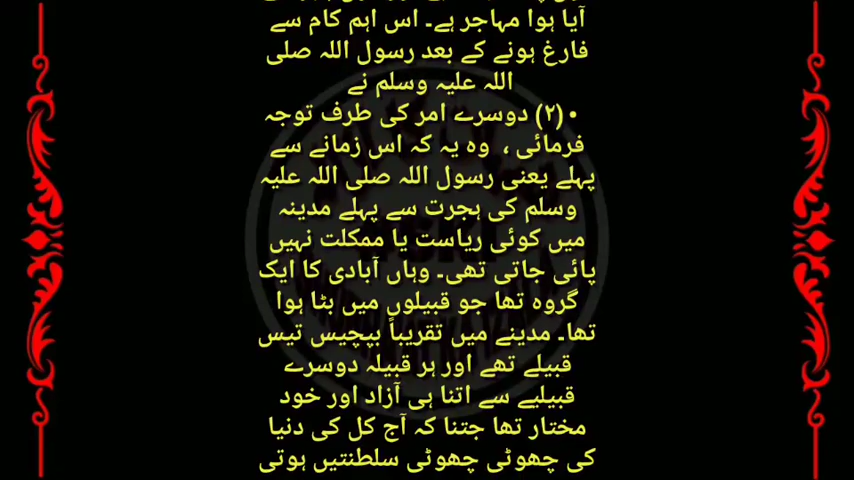 آیا ہوا مہاجر ہے۔ اس اہم کام سے
فارغ ہونے کے بعد رسول اللہ صلی
اللہ علیہ وسلم نے
• (۲) دوسرے امر کی طرف توجہ
فرمائی ، وہ یہ کہ اس زمانے سے
پہلے یعنی رسول اللہ صلی اللہ علیہ
وسلم کی ہجرت سے پہلے مدینہ
میں کوئی ریاست یا ممکلت نہیں
پائی جاتی تھی۔ وہاں آبادی کا ایک
گروہ تھا جو قبیلوں میں بٹا ہوا
تھا۔ مدینے میں تقریباً بپچیس تیس
قبیلے تھے اور ہر قبیلہ دوسرے
قبیلیے سے اتنا ہی آزاد اور خود
مختار تھا جتنا کہ آج کل کی دنیا
کی چھوٹی چھوٹی سلطنتیں ہوتی